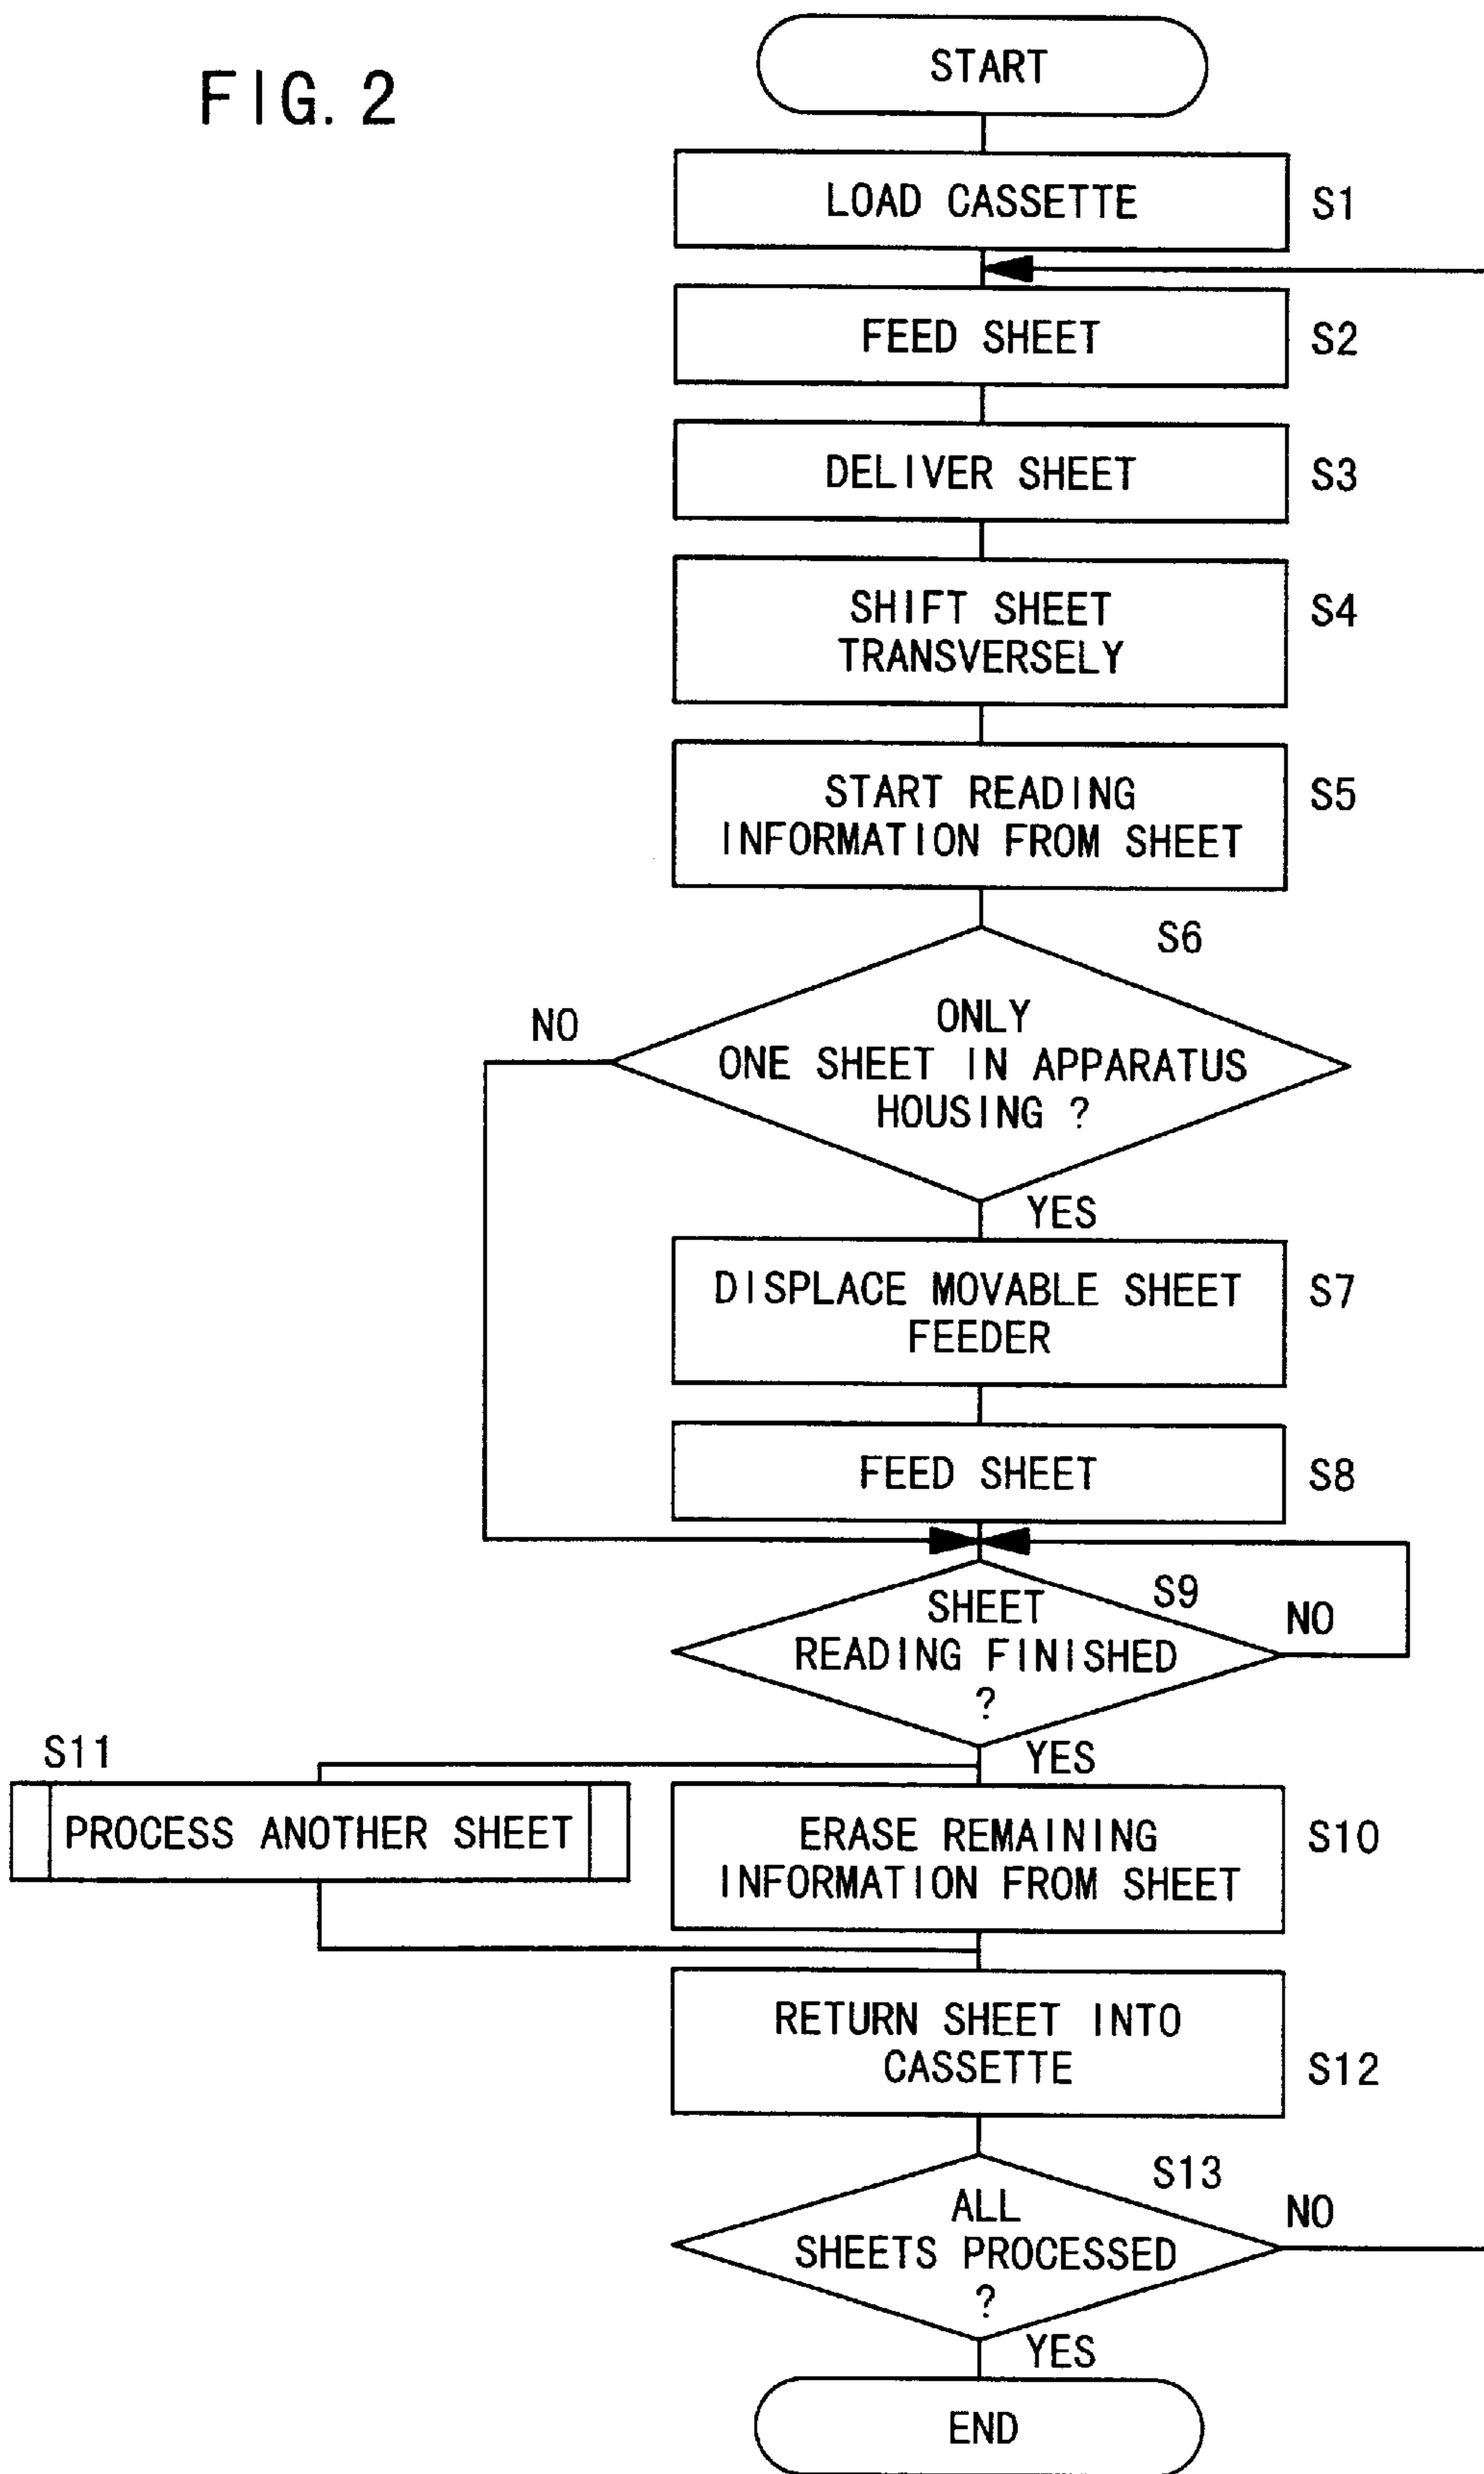 FIG. 2
START
LOAD CASSETTE
S1
FEED SHEET
S2
DELIVER SHEET
S3
SHIFT SHEET
TRANSVERSELY
S4
START READING
INFORMATION FROM SHEET
S5
S6
ONLY
ONE SHEET IN APPARATUS
HOUSING ?
NO
YES
DISPLACE MOVABLE SHEET
FEEDER
S7
FEED SHEET
S8
S9
SHEET
READING FINISHED
?
NO
YES
S11
PROCESS ANOTHER SHEET
ERASE REMAINING
INFORMATION FROM SHEET
S10
RETURN SHEET INTO
CASSETTE
S12
S13
ALL
SHEETS PROCESSED
?
NO
YES
END